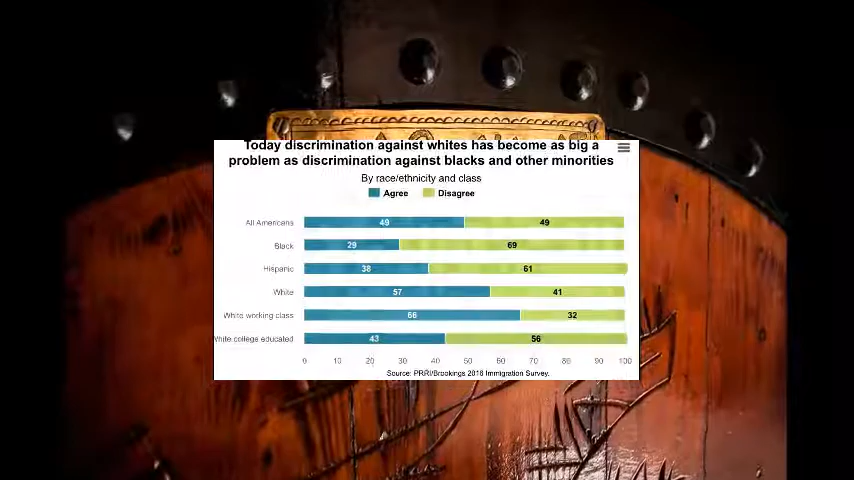 Today discrimination against whites has become as big a
problem as discrimination against blacks and other minorities
By race/ethnicity and class
Agree Disagree
All Americans 49 49
Black 29 69
Hispanic 38 61
White 57 41
White working class 66 32
White college educated 43 56
0 10 20 30 40 50 60 70 80 90 100
Source: PRRI/Brookings 2016 Immigration Survey.